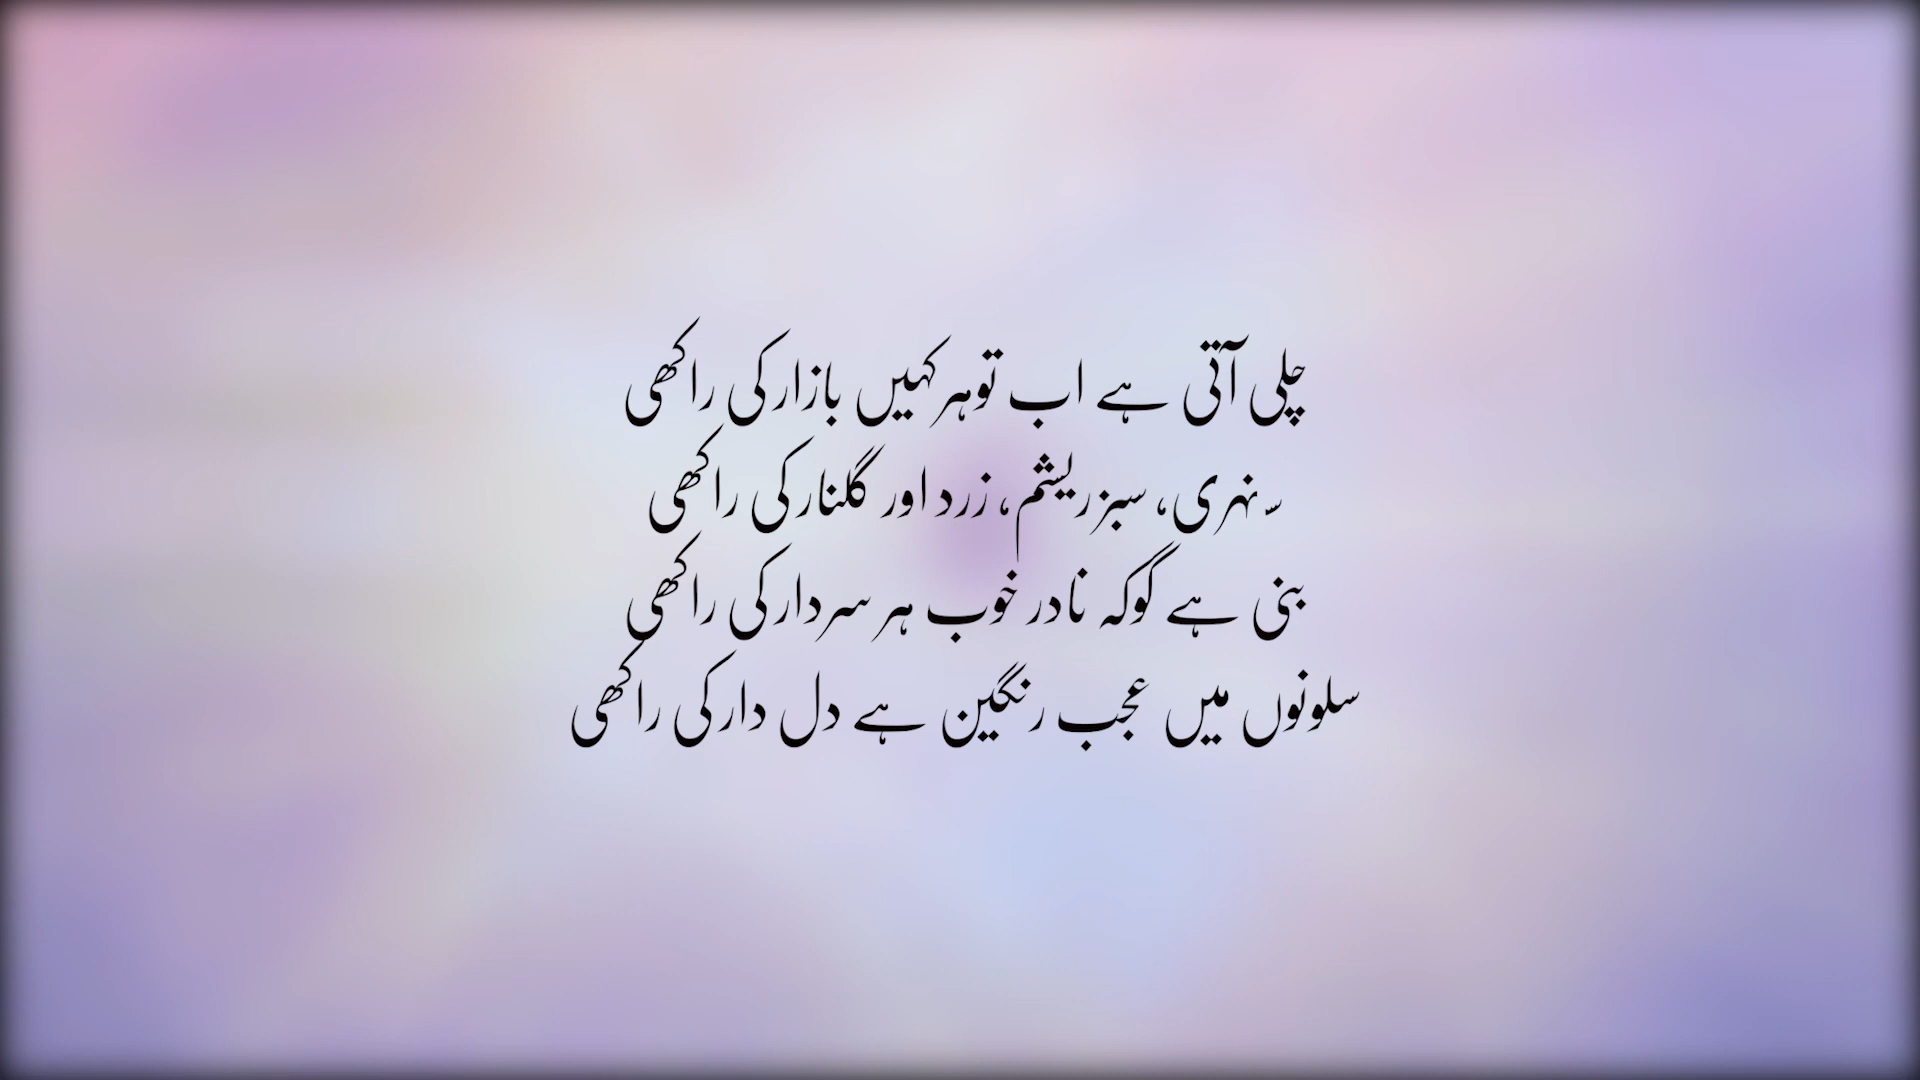 چلی آتی ہے اب تو ہر کہیں بازار کی راکھی
سنہری، سبز ریشم، زرد اور گلنار کی راکھی
بنی ہے گو کہ نادر خوب ہر سردار کی راکھی
سلونوں میں عجب رنگین ہے دل دار کی راکھی